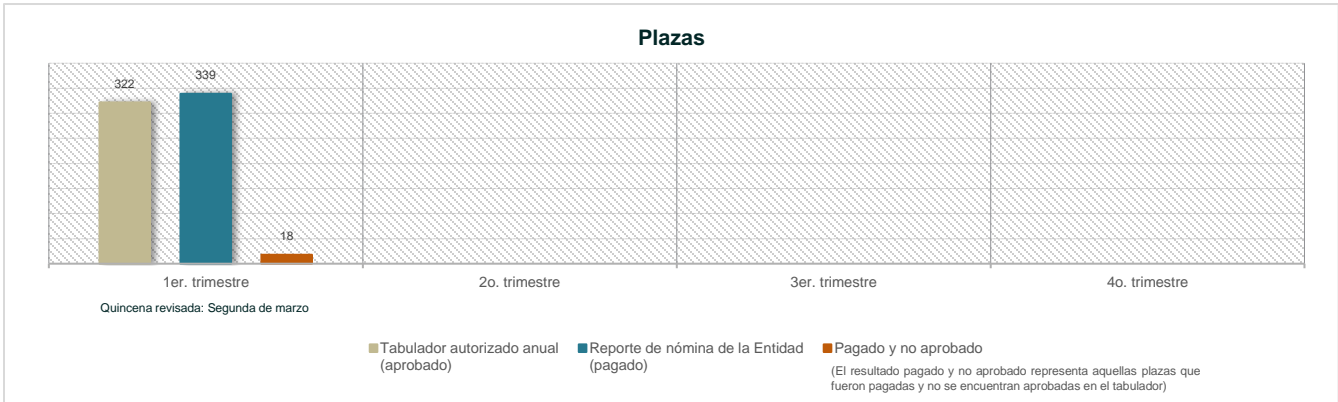 Plazas
322
339
18
1er. trimestre
2o. trimestre
3er. trimestre
4o. trimestre
Quincena revisada: Segunda de marzo
Tabulador autorizado anual
(aprobado)
Reporte de nómina de la Entidad
(pagado)
Pagado y no aprobado
(El resultado pagado y no aprobado representa aquellas plazas que
fueron pagadas y no se encuentran aprobadas en el tabulador)